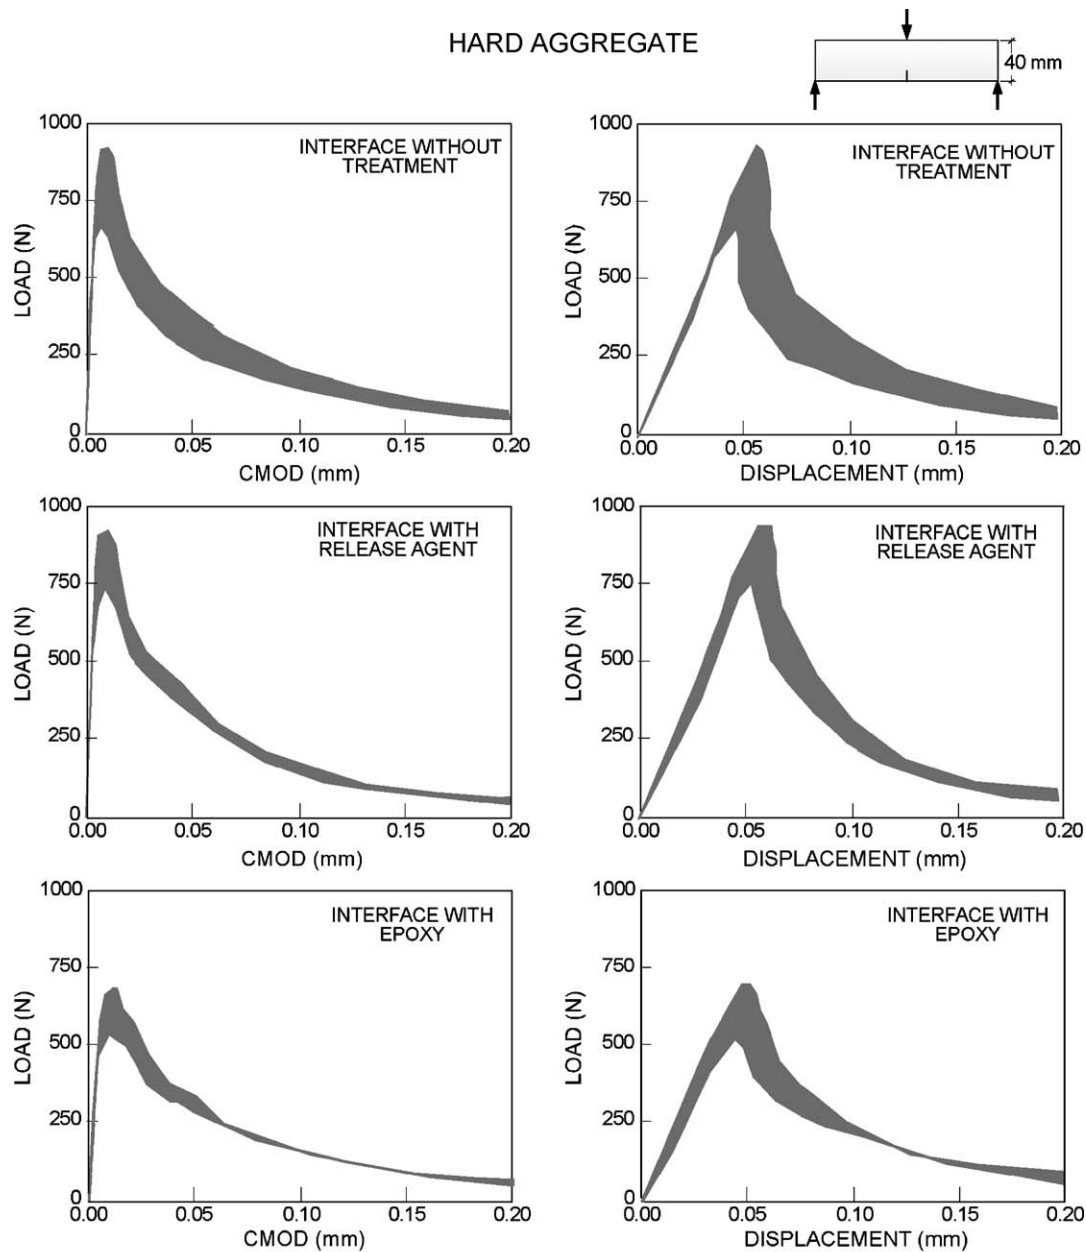 HARD AGGREGATE
40 mm
1000
750
500
250
0
LOAD (N)
INTERFACE WITHOUT
TREATMENT
0.00 0.05 0.10 0.15 0.20
CMOD (mm)
1000
750
500
250
0
LOAD (N)
INTERFACE WITHOUT
TREATMENT
0.00 0.05 0.10 0.15 0.20
DISPLACEMENT (mm)
1000
750
500
250
0
LOAD (N)
INTERFACE WITH
RELEASE AGENT
0.00 0.05 0.10 0.15 0.20
CMOD (mm)
1000
750
500
250
0
LOAD (N)
INTERFACE WITH
RELEASE AGENT
0.00 0.05 0.10 0.15 0.20
DISPLACEMENT (mm)
1000
750
500
250
0
LOAD (N)
INTERFACE WITH
EPOXY
0.00 0.05 0.10 0.15 0.20
CMOD (mm)
1000
750
500
250
0
LOAD (N)
INTERFACE WITH
EPOXY
0.00 0.05 0.10 0.15 0.20
DISPLACEMENT (mm)